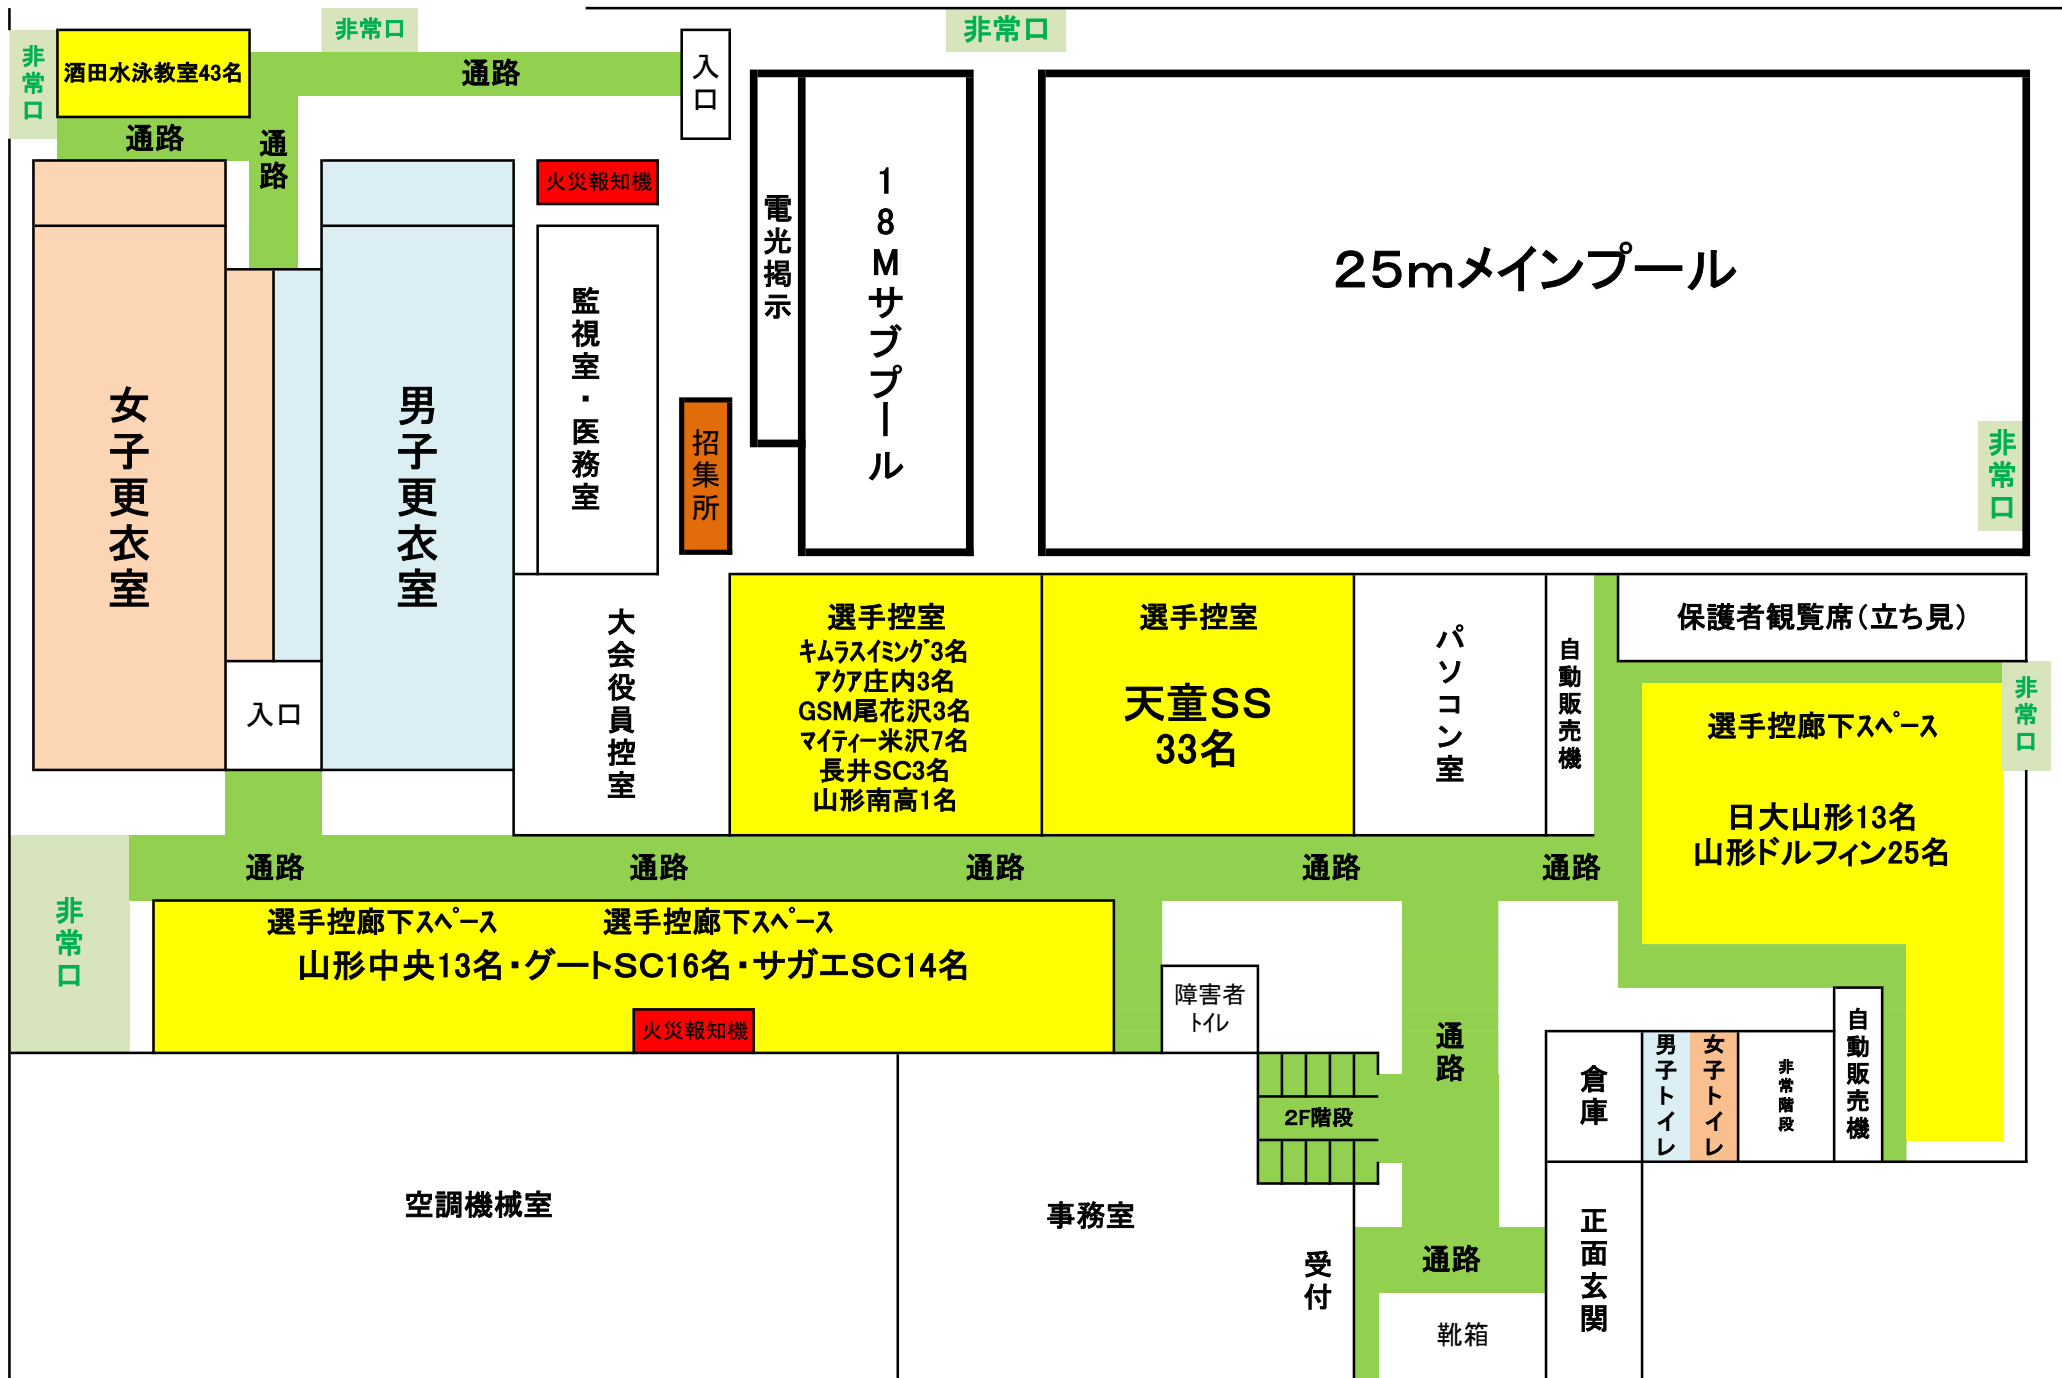 非常口
非常口
非常口
酒田水泳教室43名
通路
入口
通路
通路
火災報知機
電光掲示
18Mサブプール
25mメインプール
監視室・医務室
女子更衣室
男子更衣室
招集所
非常口
入口
大会役員控室
選手控室
キムラスイミング3名
アクア庄内3名
GSM尾花沢3名
マイティー米沢7名
長井SC3名
山形南高1名
選手控室
天童SS
33名
パソコン室
自動販売機
保護者観覧席(立ち見)
非常口
選手控廊下スペース
日大山形13名
山形ドルフィン25名
通路
通路
通路
通路
通路
非常口
選手控廊下スペース
選手控廊下スペース
山形中央13名・グートSC16名・サガエSC14名
火災報知機
障害者
トイレ
通路
2F階段
倉庫
男子トイレ
女子トイレ
非常階段
自動販売機
空調機械室
事務室
受付
通路
靴箱
正面玄関